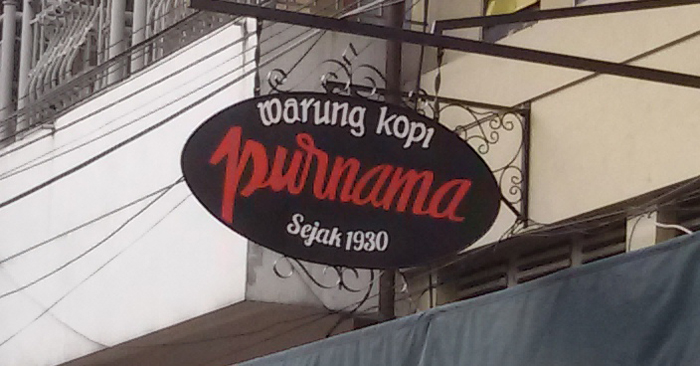 warung kopi
purnama
Sejak 1930